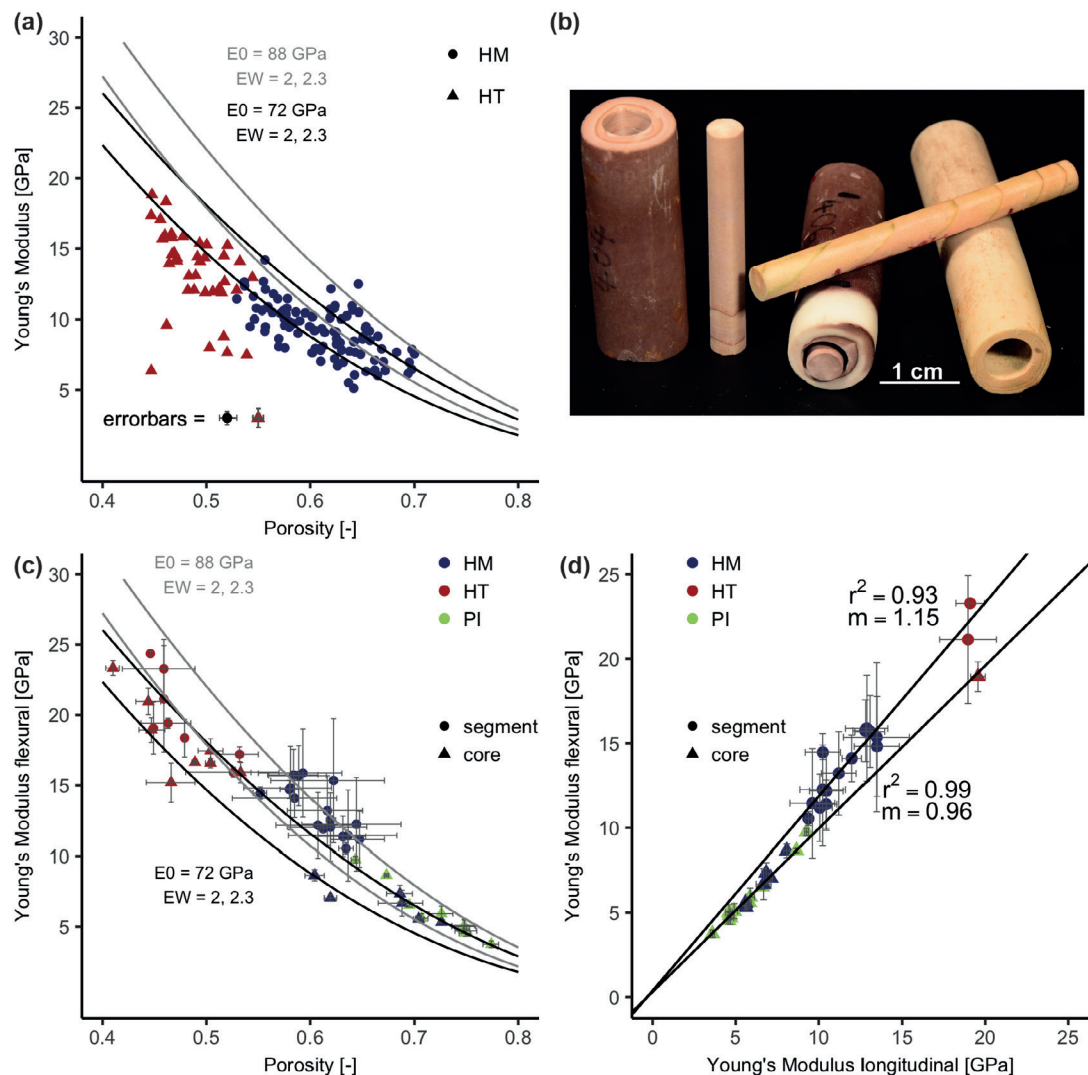 (a)
30
25
20
15
10
5
Young's Modulus [GPa]
E0 = 88 GPa
EW = 2, 2.3
E0 = 72 GPa
EW = 2, 2.3
HM
HT
errorbars =
0.4 0.5 0.6 0.7 0.8
Porosity [-]
(b)
1 cm
(c)
30
25
20
15
10
5
Young's Modulus flexural [GPa]
E0 = 88 GPa
EW = 2, 2.3
HM
HT
PI
segment
core
E0 = 72 GPa
EW = 2, 2.3
0.4 0.5 0.6 0.7 0.8
Porosity [-]
(d)
25
20
15
10
5
0
Young's Modulus flexural [GPa]
HM
HT
PI
segment
core
r² = 0.93
m = 1.15
r² = 0.99
m = 0.96
0 5 10 15 20 25
Young's Modulus longitudinal [GPa]